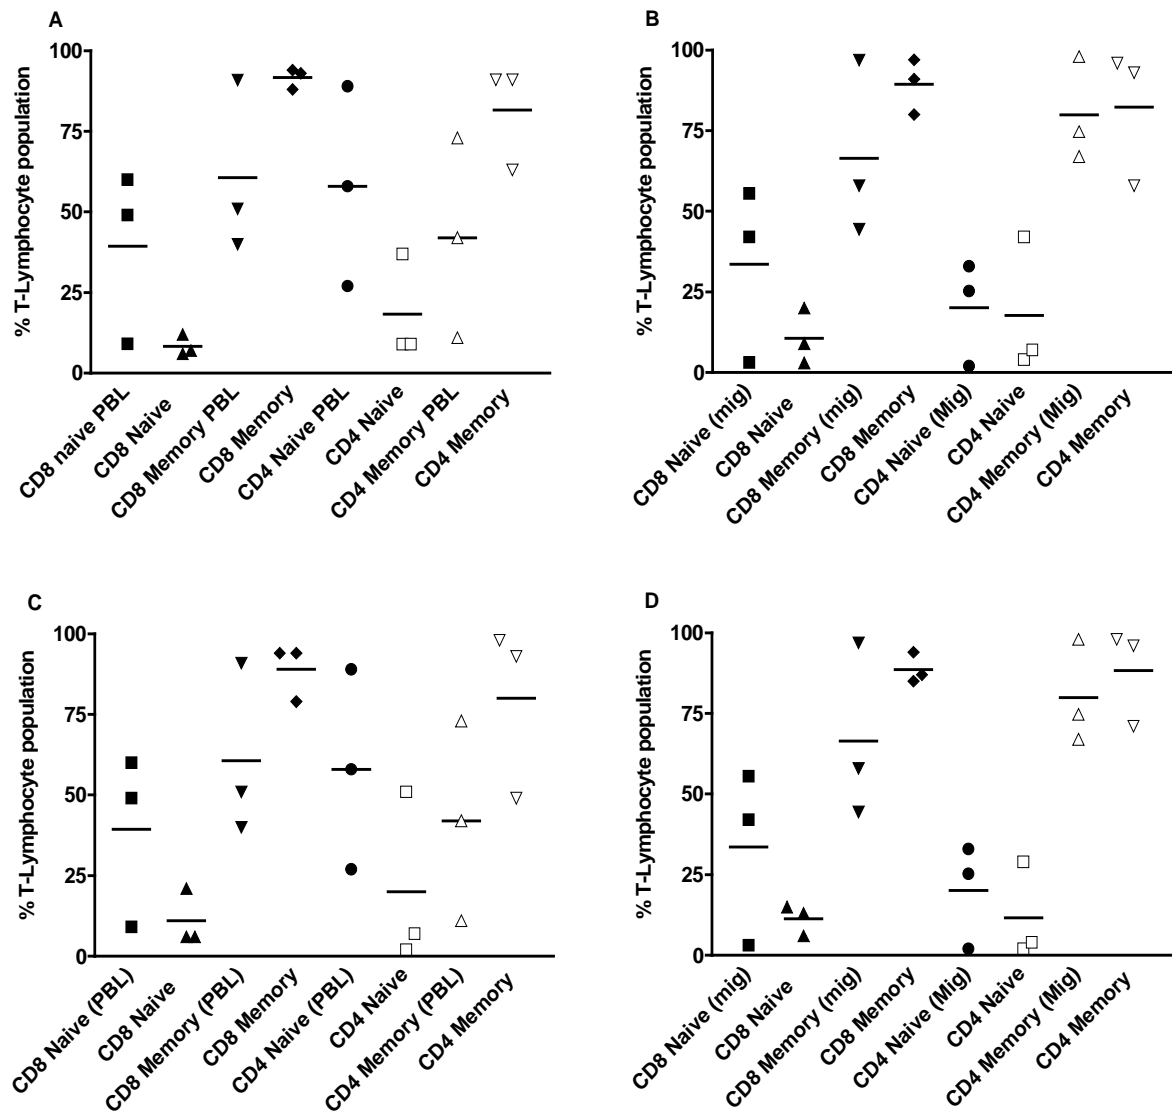 A
% T-Lymphocyte population
100
75
50
25
0
CD8 naive PBL
CD8 Naive
CD8 Memory PBL
CD8 Memory
CD4 Naive PBL
CD4 Naive
CD4 Memory PBL
CD4 Memory
B
% T-Lymphocyte population
100
75
50
25
0
CD8 Naive (mig)
CD8 Naive
CD8 Memory (mig)
CD8 Memory
CD4 Naive (Mig)
CD4 Naive
CD4 Memory (Mig)
CD4 Memory
C
% T-Lymphocyte population
100
75
50
25
0
CD8 Naive (PBL)
CD8 Naive
CD8 Memory (PBL)
CD8 Memory
CD4 Naive (PBL)
CD4 Naive
CD4 Memory (PBL)
CD4 Memory
D
% T-Lymphocyte population
100
75
50
25
0
CD8 Naive (mig)
CD8 Naive
CD8 Memory (mig)
CD8 Memory
CD4 Naive (Mig)
CD4 Naive
CD4 Memory (Mig)
CD4 Memory